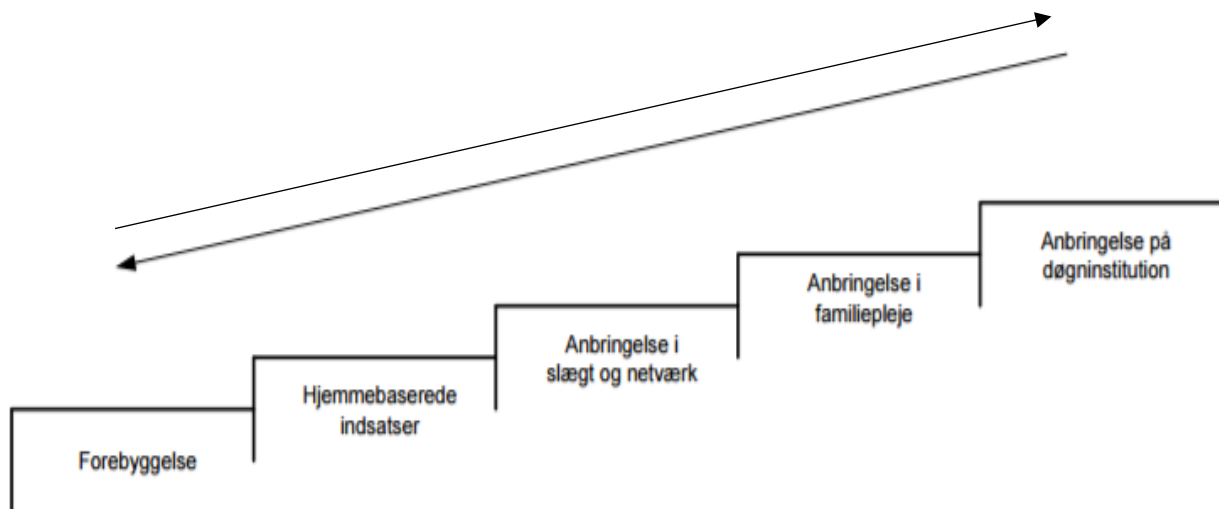 Forebyggelse
Hjemmebaserede
indsatser
Anbringelse i
slægt og netværk
Anbringelse i
familiepleje
Anbringelse på
døgninstitution